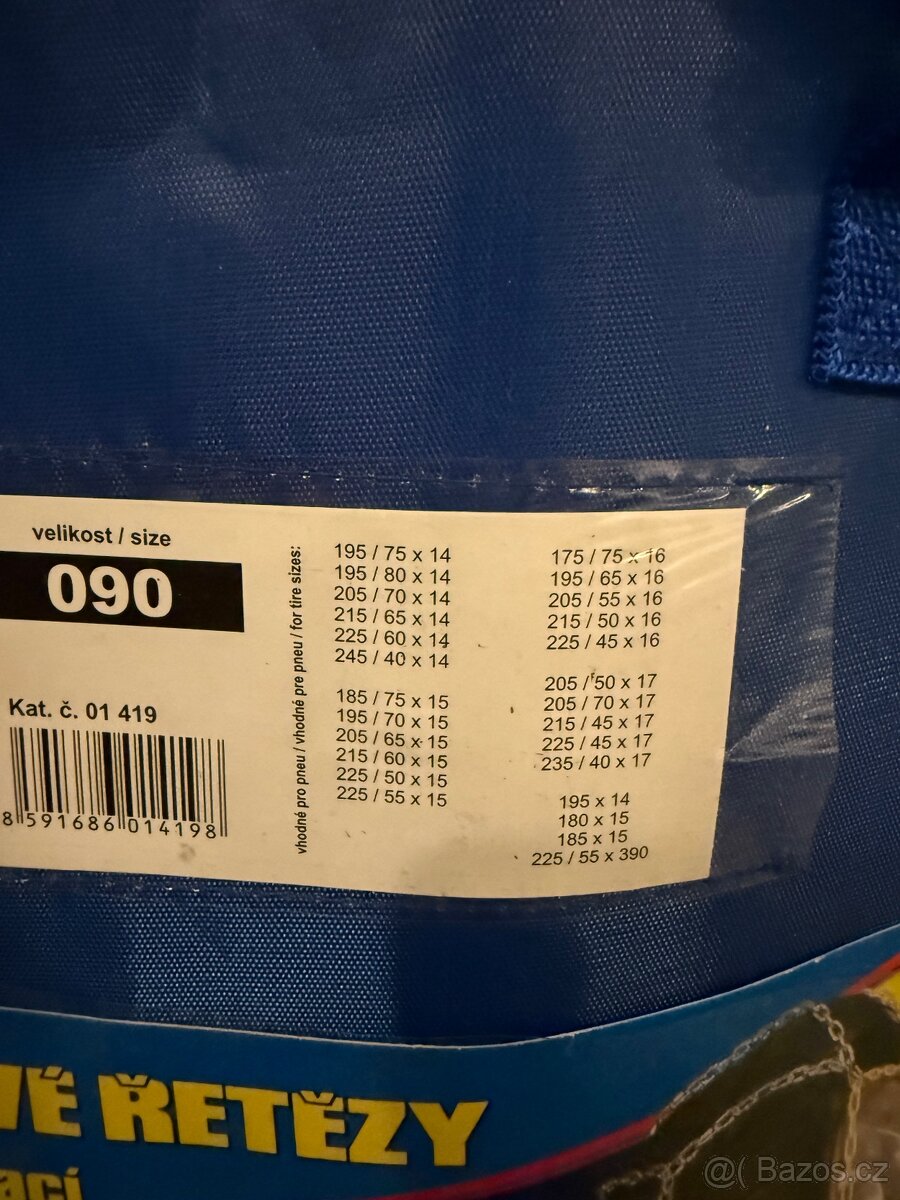 velikost / size
090
Kat. č. 01 419
8 591686 014198
vhodné pro pneu / vhodné pre pneu / for tire sizes:
195 / 75 x 14
195 / 80 x 14
205 / 70 x 14
215 / 65 x 14
225 / 60 x 14
245 / 40 x 14
185 / 75 x 15
195 / 70 x 15
205 / 65 x 15
215 / 60 x 15
225 / 50 x 15
225 / 55 x 15
175 / 75 x 16
195 / 65 x 16
205 / 55 x 16
215 / 50 x 16
225 / 45 x 16
205 / 50 x 17
205 / 70 x 17
215 / 45 x 17
225 / 45 x 17
235 / 40 x 17
195 x 14
180 x 15
185 x 15
225 / 55 x 390
VÉ ŘETĚZY
ací
@( Bazos.cz